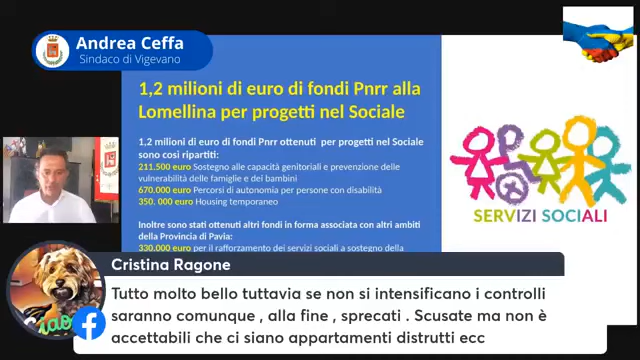 Andrea Ceffa
Sindaco di Vigevano
1,2 milioni di euro di fondi Pnrr alla
Lomellina per progetti nel Sociale
1,2 milioni di euro di fondi Pnrr ottenuti per progetti nel Sociale
sono così ripartiti:
211.500 euro Sostegno alle capacità genitoriali e prevenzione delle
vulnerabilità delle famiglie e dei bambini
670.000 euro Percorsi di autonomia per persone con disabilità
350. 000 euro Housing temporaneo
Inoltre sono stati ottenuti altri fondi in forma associata con altri ambiti
della Provincia di Pavia:
330.000 euro per il rafforzamento dei servizi sociali a sostegno della
SERVIZI SOCIALI
Ciao
Cristina Ragone
Tutto molto bello tuttavia se non si intensificano i controlli
saranno comunque , alla fine , sprecati . Scusate ma non è
accettabili che ci siano appartamenti distrutti ecc